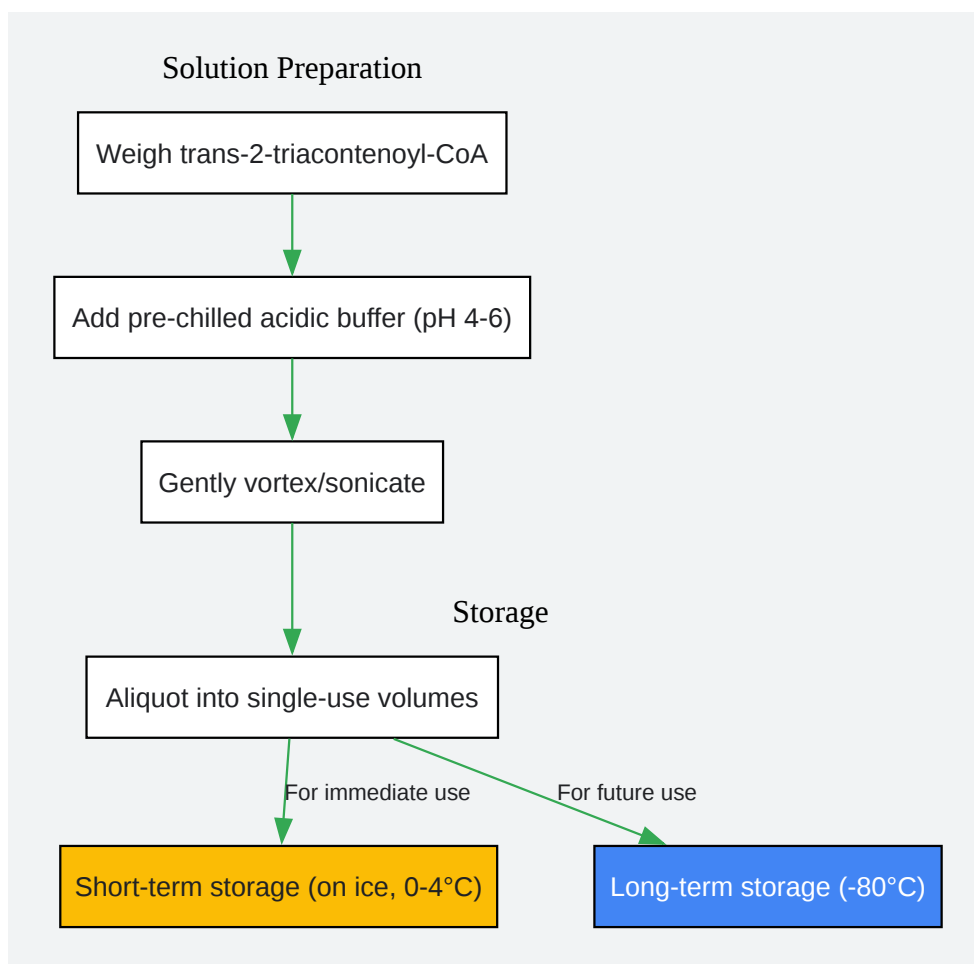 Solution Preparation
Weigh trans-2-triacontenoyl-CoA
Add pre-chilled acidic buffer (pH 4-6)
Gently vortex/sonicate
Storage
Aliquot into single-use volumes
For immediate use
For future use
Short-term storage (on ice, 0-4°C)
Long-term storage (-80°C)